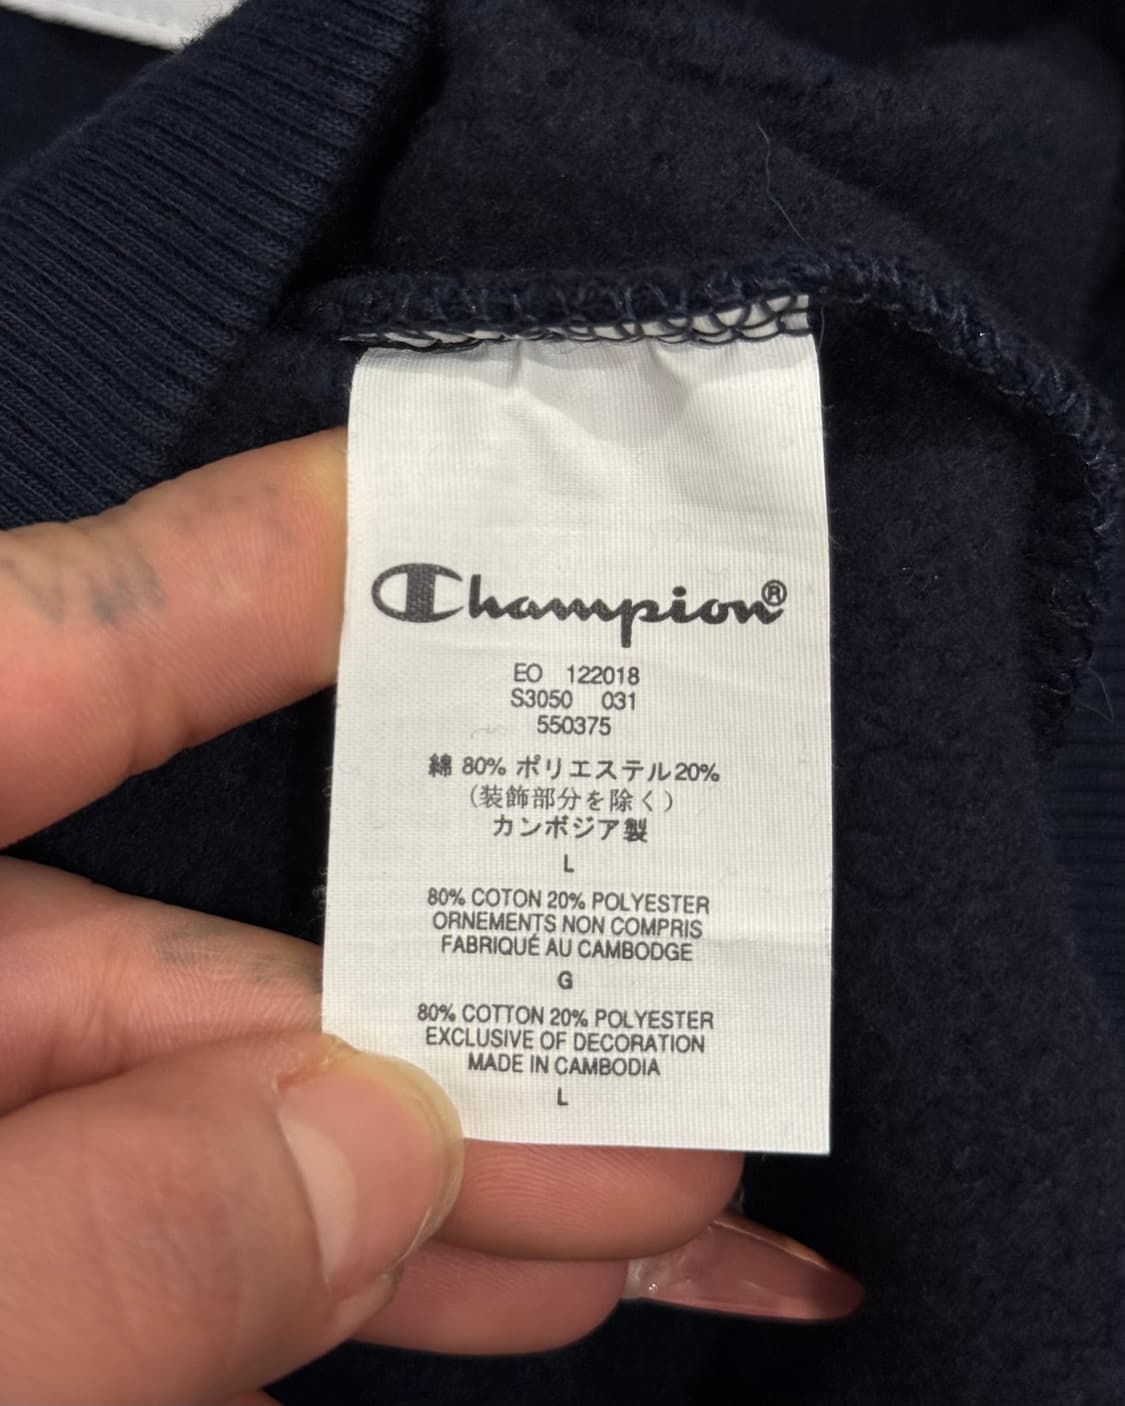 Champion®
EO 122018
S3050 031
550375
綿 80% ポリエステル20%
(装飾部分を除く)
カンボジア製
L
80% COTON 20% POLYESTER
ORNEMENTS NON COMPRIS
FABRIQUÉ AU CAMBODGE
G
80% COTTON 20% POLYESTER
EXCLUSIVE OF DECORATION
MADE IN CAMBODIA
L